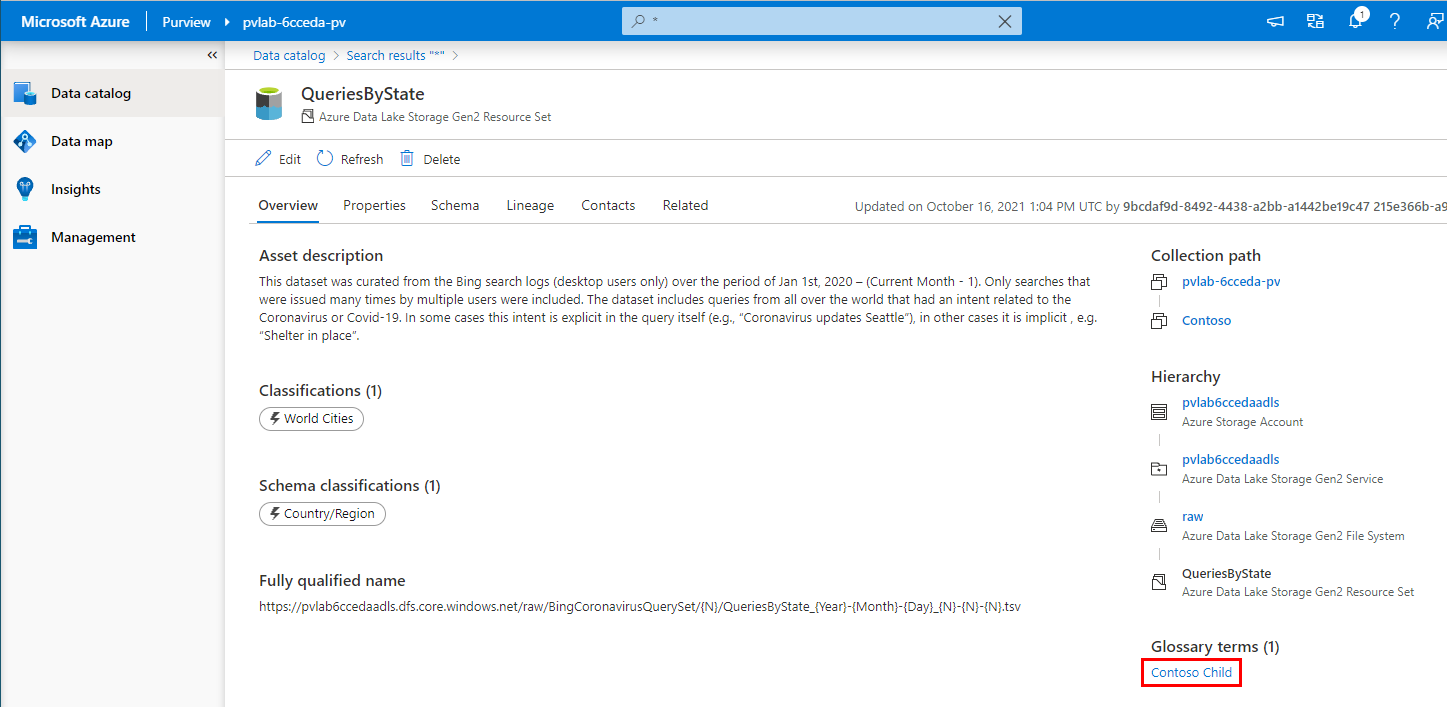 Microsoft Azure
Purview
pvlab-6cceda-pv
*
1
?
«
Data catalog
Data map
Insights
Management
Data catalog > Search results "*" >
QueriesByState
Azure Data Lake Storage Gen2 Resource Set
Edit
Refresh
Delete
Overview
Properties
Schema
Lineage
Contacts
Related
Updated on October 16, 2021 1:04 PM UTC by 9bcdaf9d-8492-4438-a2bb-a1442be19c47 215e366b-a9
Asset description
This dataset was curated from the Bing search logs (desktop users only) over the period of Jan 1st, 2020 – (Current Month - 1). Only searches that
were issued many times by multiple users were included. The dataset includes queries from all over the world that had an intent related to the
Coronavirus or Covid-19. In some cases this intent is explicit in the query itself (e.g., “Coronavirus updates Seattle”), in other cases it is implicit , e.g.
“Shelter in place”.
Classifications (1)
World Cities
Schema classifications (1)
Country/Region
Fully qualified name
https://pvlab6ccedaadls.dfs.core.windows.net/raw/BingCoronavirusQuerySet/{N}/QueriesByState_{Year}-{Month}-{Day}_{N}-{N}-{N}.tsv
Collection path
pvlab-6cceda-pv
Contoso
Hierarchy
pvlab6ccedaadls
Azure Storage Account
pvlab6ccedaadls
Azure Data Lake Storage Gen2 Service
raw
Azure Data Lake Storage Gen2 File System
QueriesByState
Azure Data Lake Storage Gen2 Resource Set
Glossary terms (1)
Contoso Child